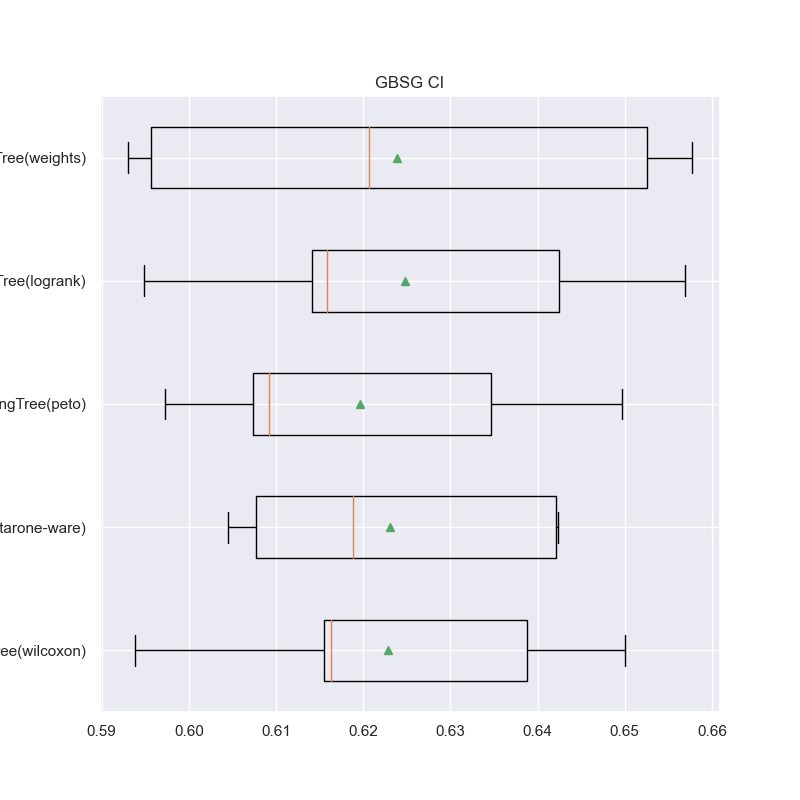 GBSG CI
Tree(weights)
Tree(logrank)
ngTree(peto)
tarone-ware)
ree(wilcoxon)
0.59 0.60 0.61 0.62 0.63 0.64 0.65 0.66